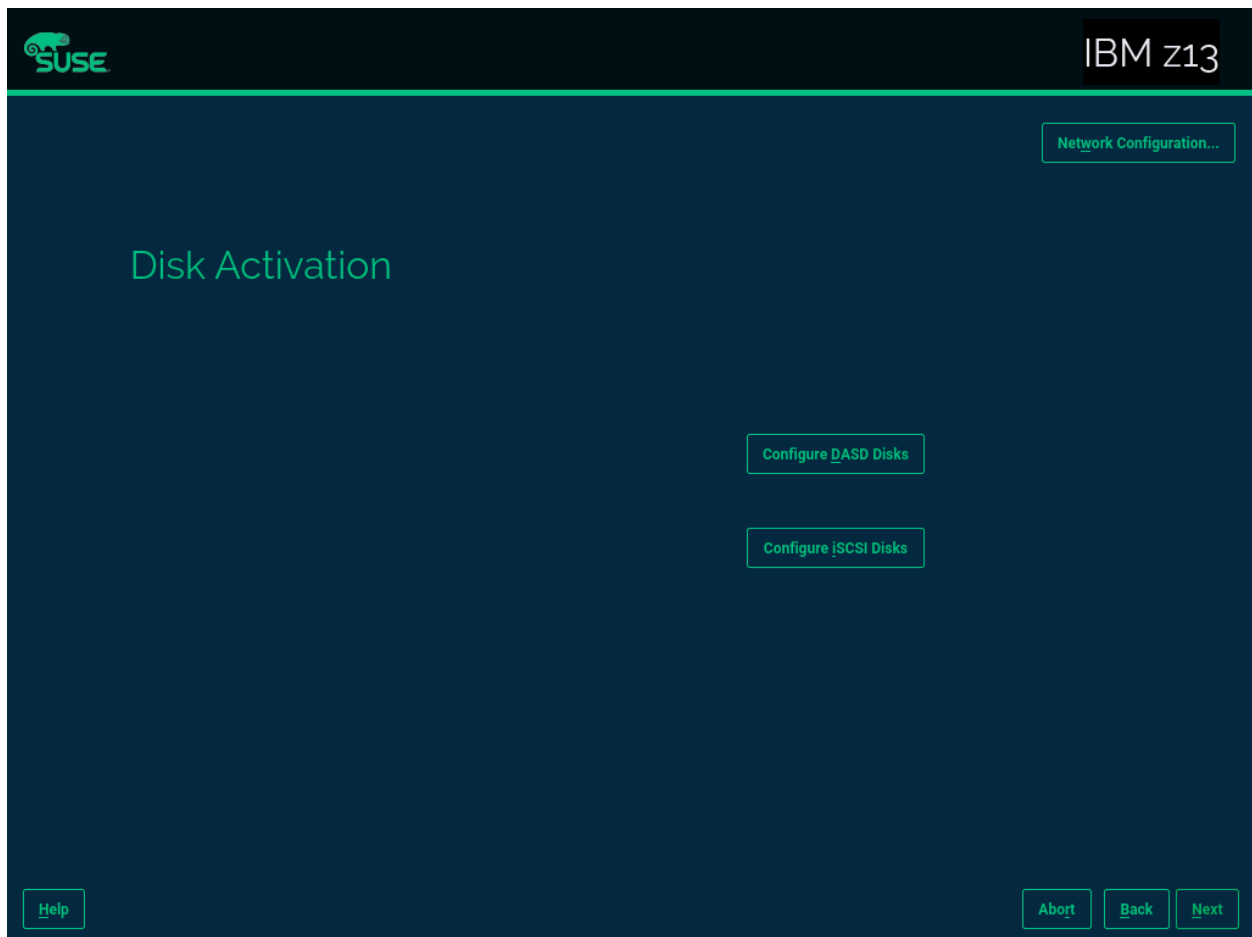 SUSE
IBM z13
Network Configuration...
Disk Activation
Configure DASD Disks
Configure iSCSI Disks
Help
Abort
Back
Next